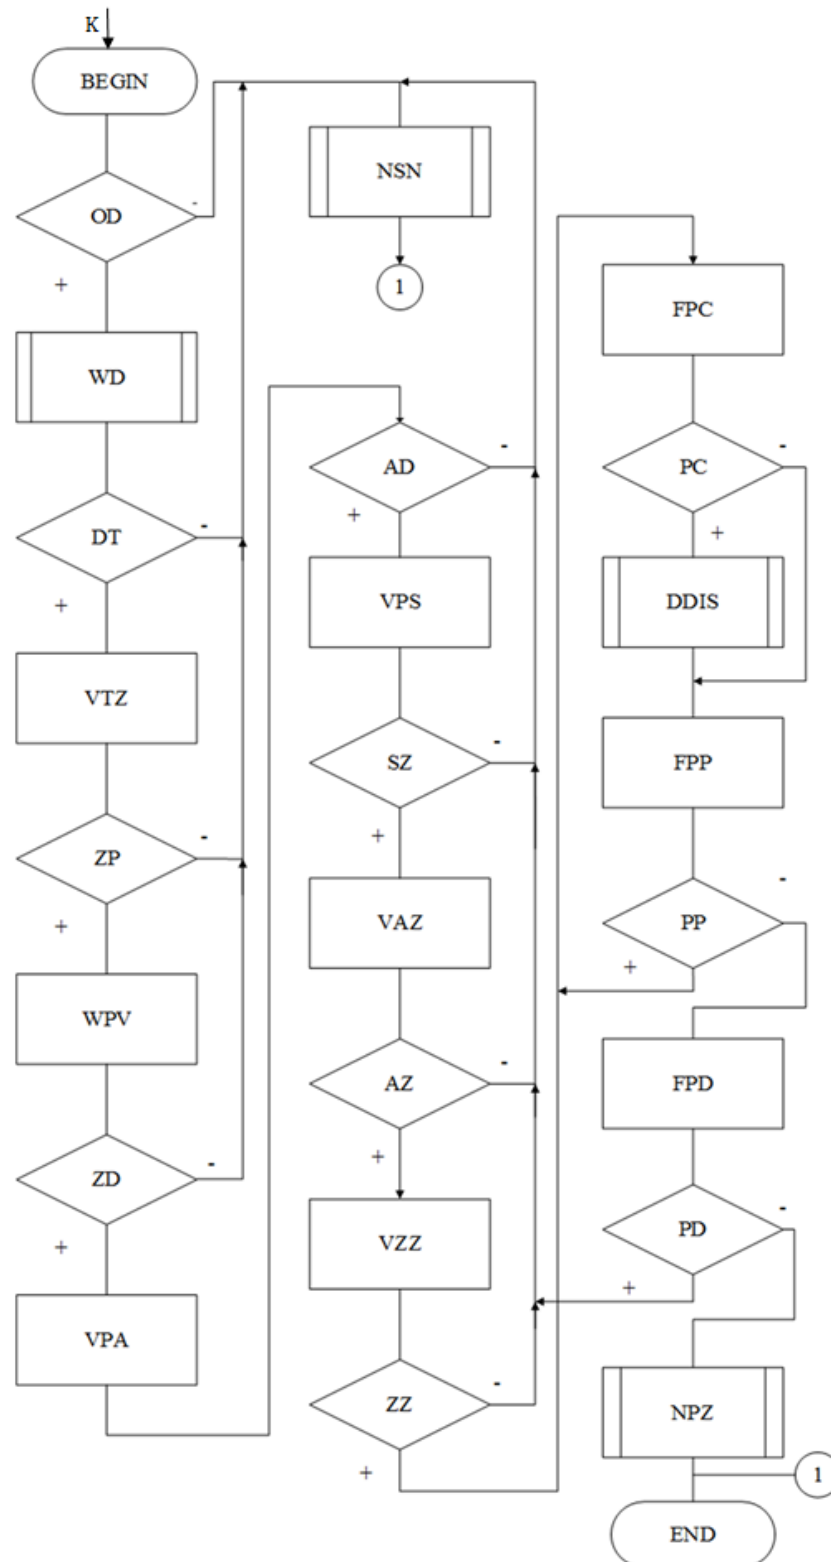 K
BEGIN
OD
-
+
WD
DT
-
+
VTZ
ZP
-
+
WPV
ZD
-
+
VPA
NSN
1
AD
-
+
VPS
SZ
-
+
VAZ
AZ
-
+
VZZ
ZZ
-
+
FPC
PC
-
+
DDIS
FPP
PP
-
+
FPD
PD
-
+
NPZ
1
END